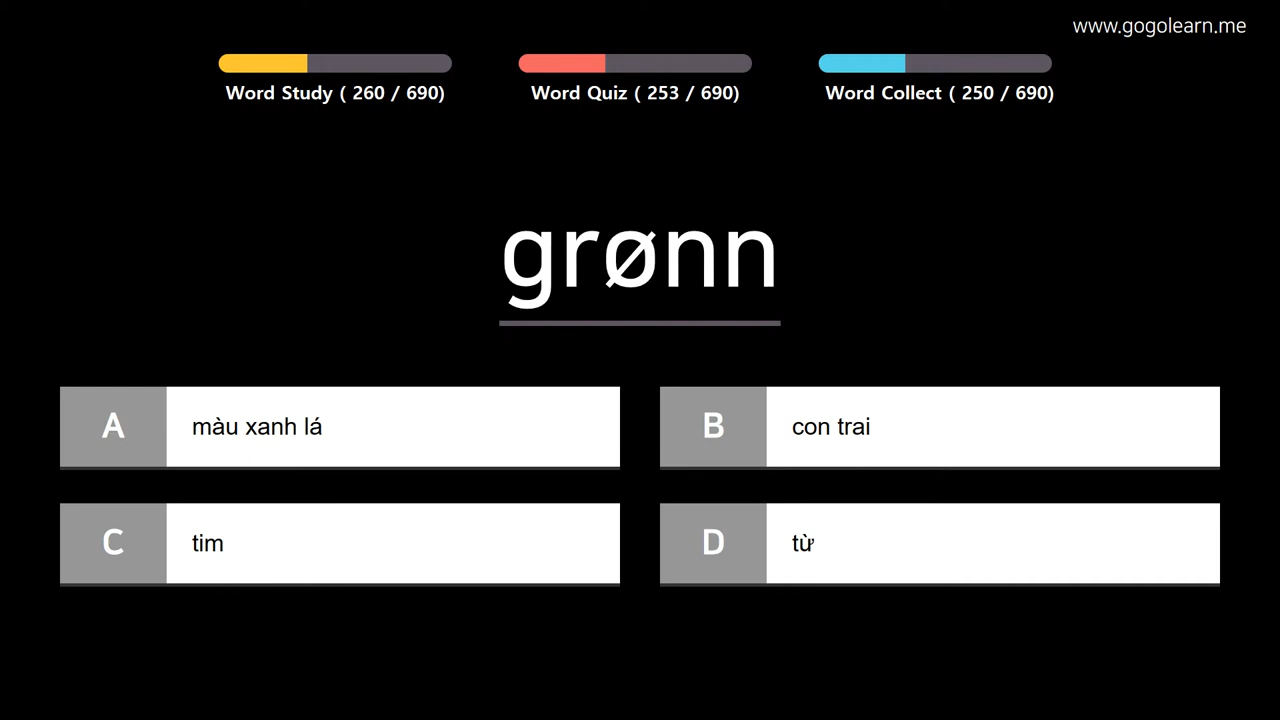 www.gogolearn.me
Word Study ( 260 / 690)
Word Quiz ( 253 / 690)
Word Collect ( 250 / 690)
grønn
A màu xanh lá
B con trai
C tim
D từ